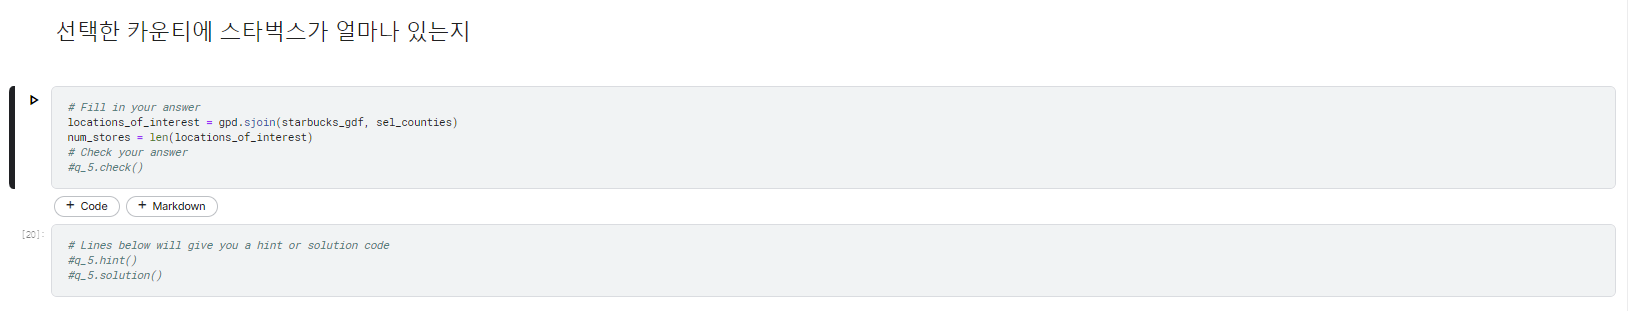 선택한 카운티에 스타벅스가 얼마나 있는지
# Fill in your answer
locations_of_interest = gpd.sjoin(starbucks_gdf, sel_counties)
num_stores = len(locations_of_interest)
# Check your answer
#q_5.check()
+ Code + Markdown
[20]:
# Lines below will give you a hint or solution code
#q_5.hint()
#q_5.solution()